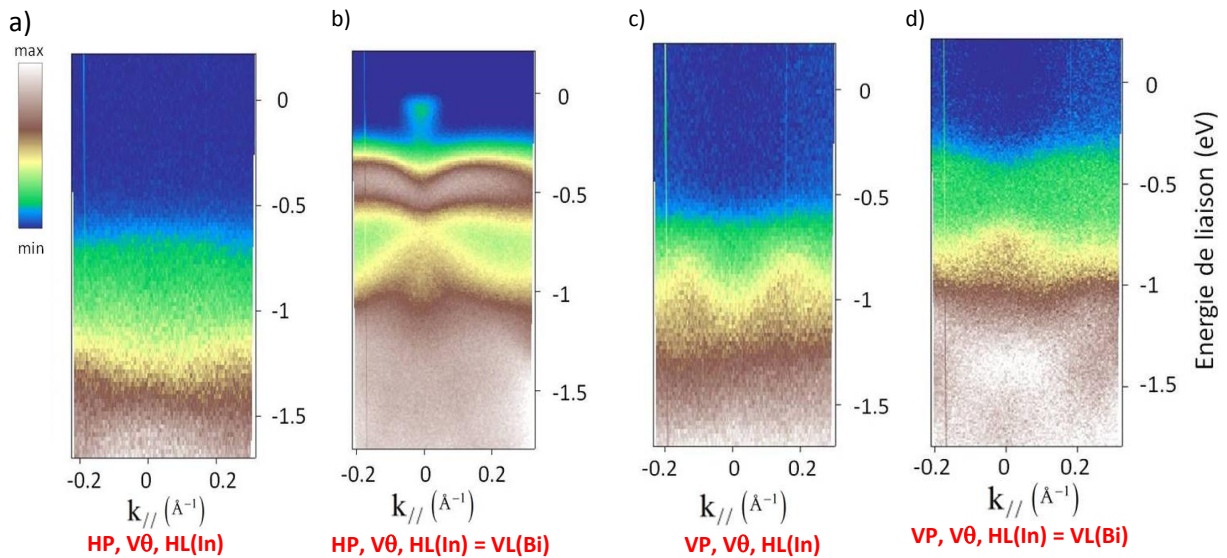 a)
b)
c)
d)
max
min
0
-0.5
-1
-1.5
0
-0.5
-1
-1.5
0
-0.5
-1
-1.5
0
-0.5
-1
-1.5
Energie de liaison (eV)
-0.2 0 0.2
-0.2 0 0.2
-0.2 0 0.2
-0.2 0 0.2
k// (Å⁻¹)
k// (Å⁻¹)
k// (Å⁻¹)
k// (Å⁻¹)
HP, Vθ, HL(In)
HP, Vθ, HL(In) = VL(Bi)
VP, Vθ, HL(In)
VP, Vθ, HL(In) = VL(Bi)